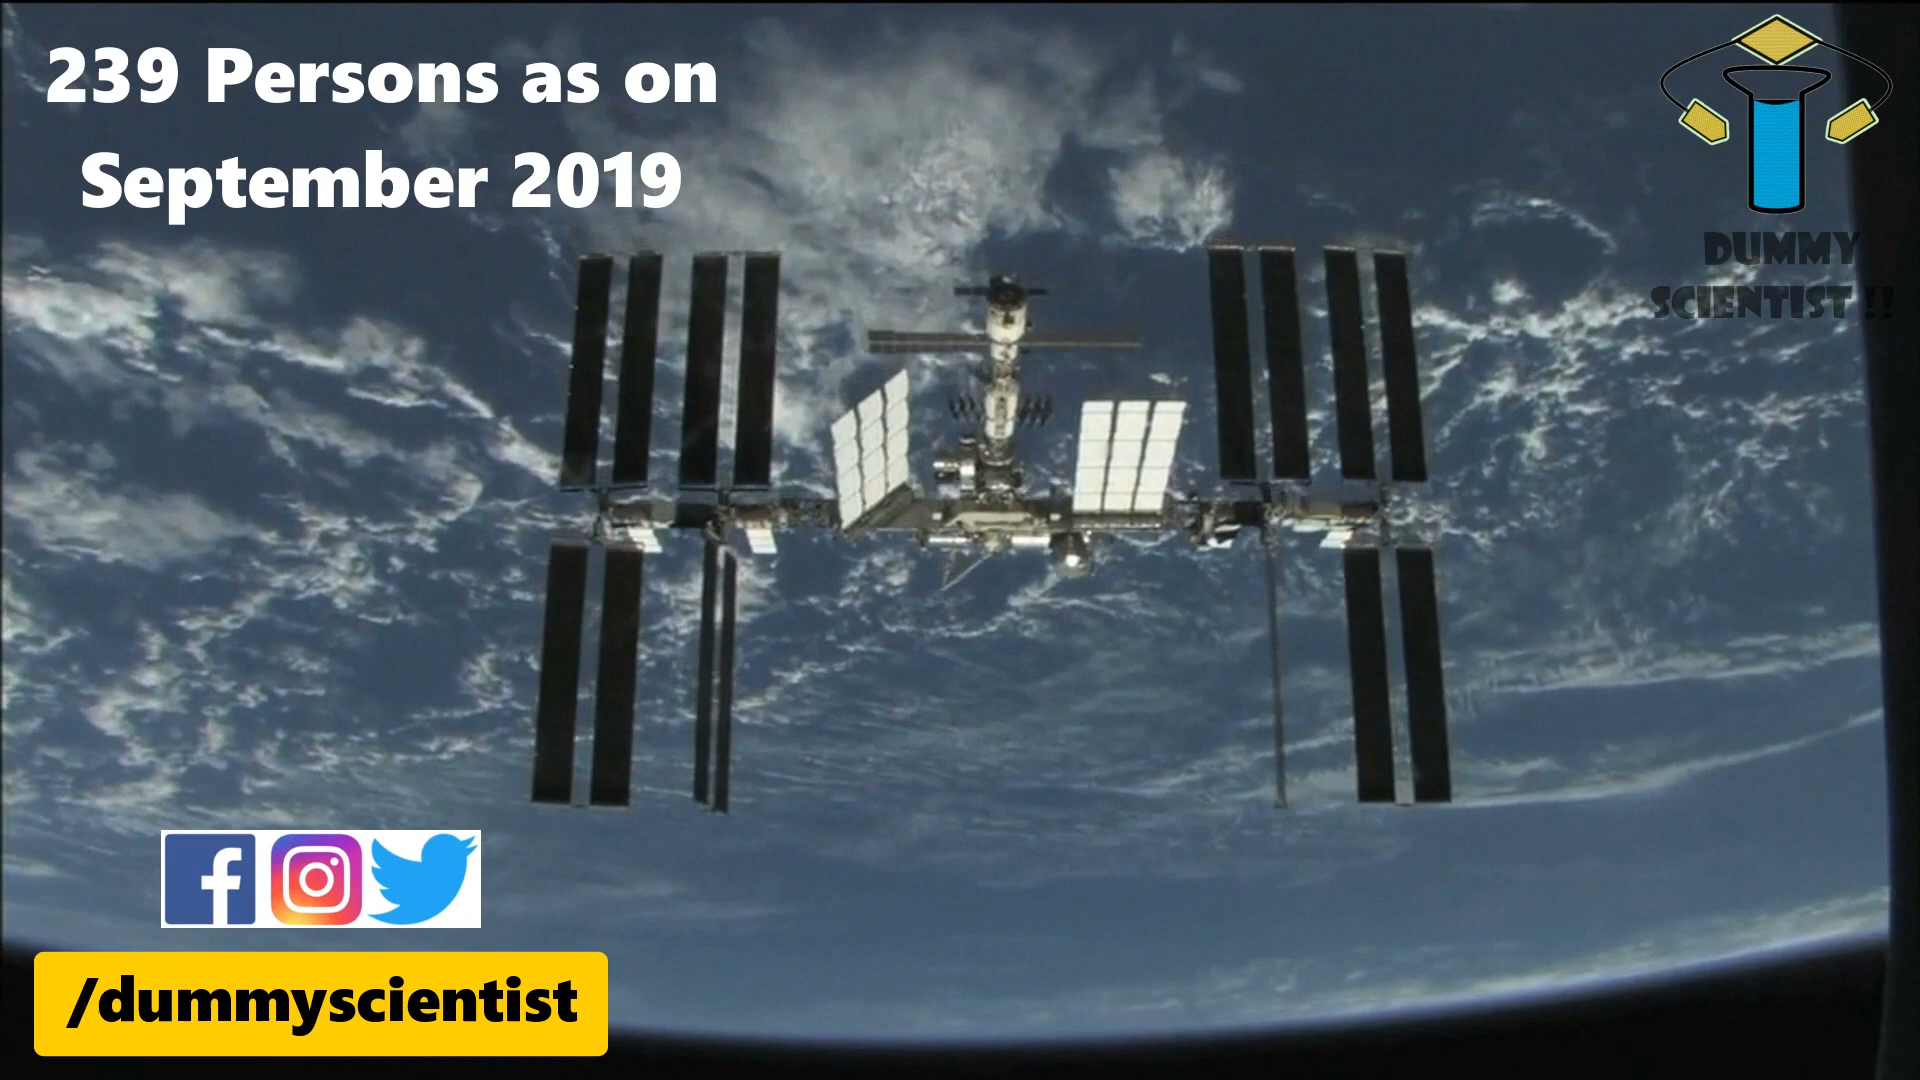 239 Persons as on
September 2019
DUMMY
SCIENTIST !!
/dummyscientist